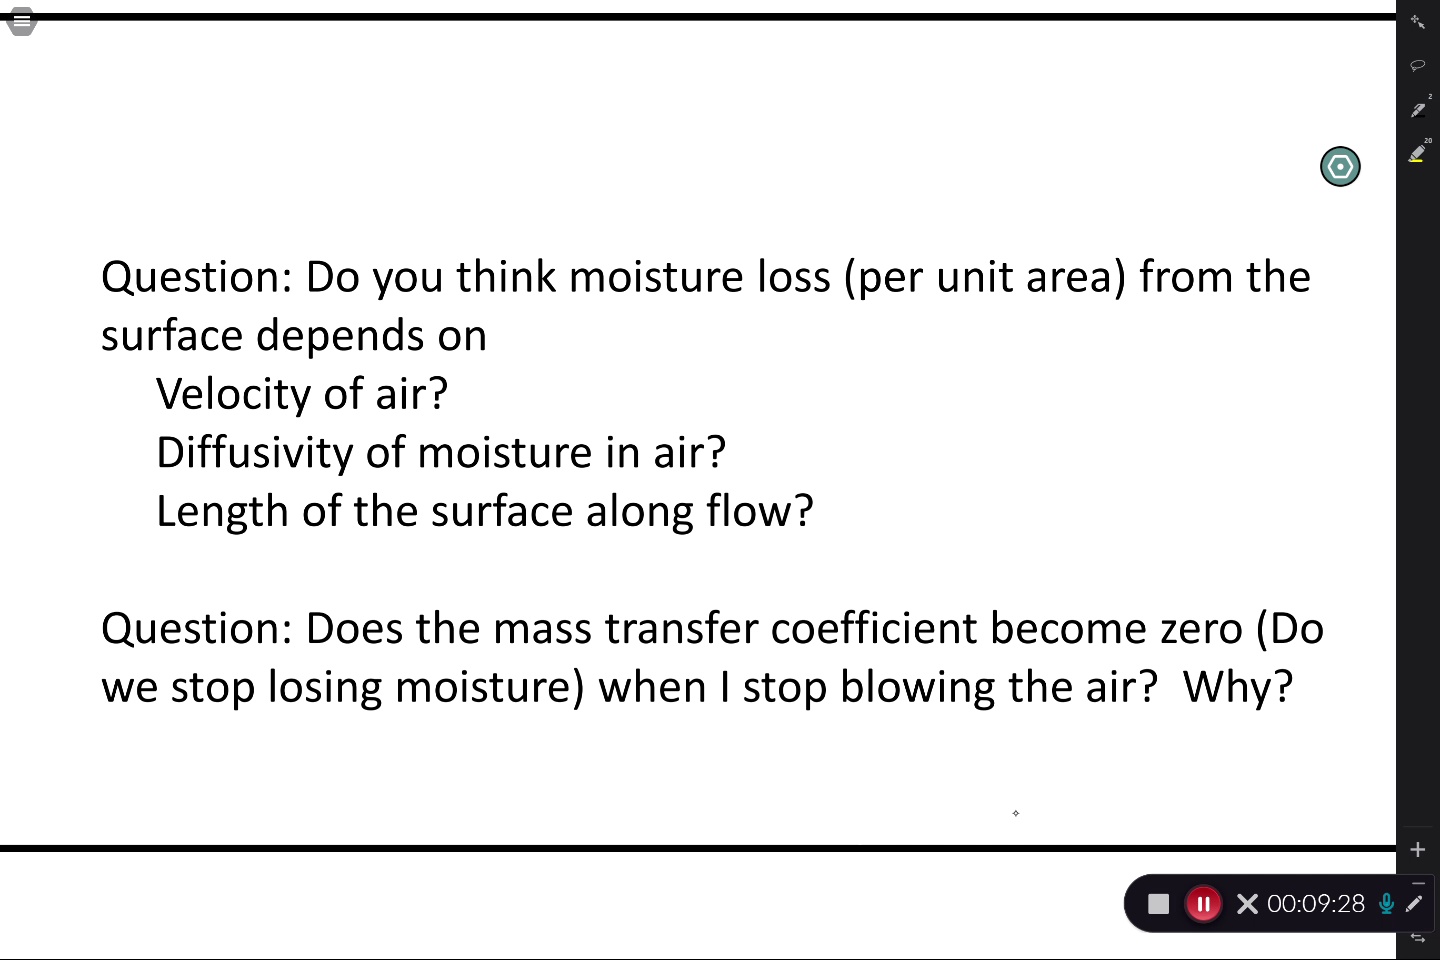 2
20
Question: Do you think moisture loss (per unit area) from the
surface depends on
Velocity of air?
Diffusivity of moisture in air?
Length of the surface along flow?
Question: Does the mass transfer coefficient become zero (Do
we stop losing moisture) when I stop blowing the air?  Why?
00:09:28